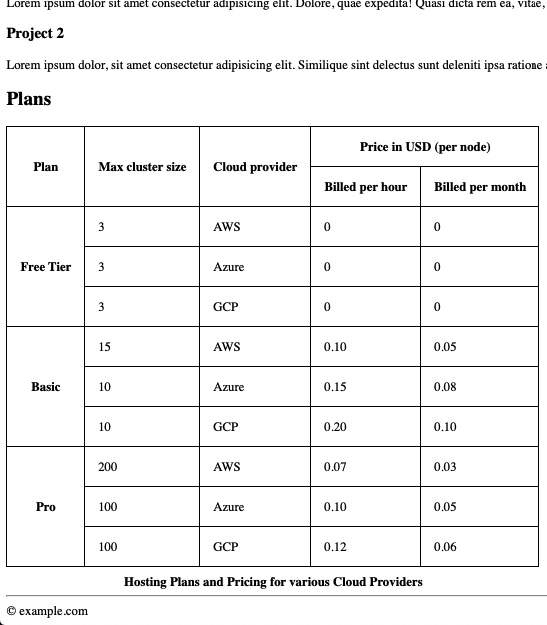 Lorem ipsum dolor sit amet consectetur adipisicing elit. Dolore, quae expedita! Quasi dicta rem ea, vitae,
Project 2
Lorem ipsum dolor, sit amet consectetur adipisicing elit. Similique sint delectus sunt deleniti ipsa ratione
Plans
Plan Max cluster size Cloud provider Price in USD (per node)
Billed per hour Billed per month
Free Tier 3 AWS 0 0
3 Azure 0 0
3 GCP 0 0
Basic 15 AWS 0.10 0.05
10 Azure 0.15 0.08
10 GCP 0.20 0.10
Pro 200 AWS 0.07 0.03
100 Azure 0.10 0.05
100 GCP 0.12 0.06
Hosting Plans and Pricing for various Cloud Providers
© example.com